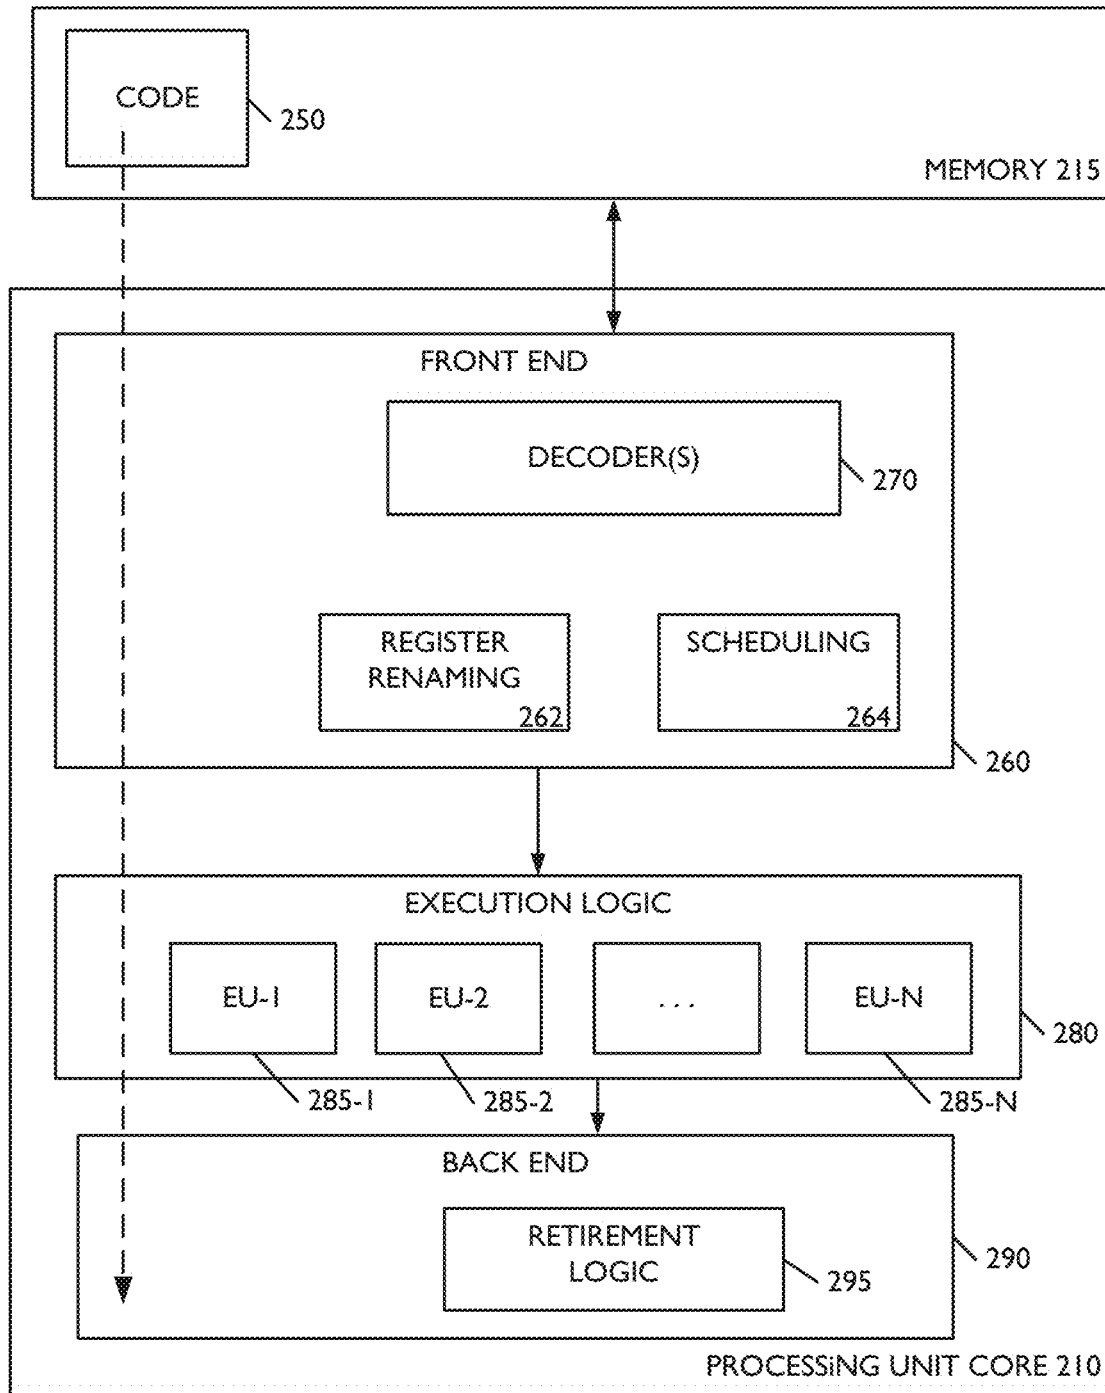 CODE
250
MEMORY 215
FRONT END
DECODER(S)
270
REGISTER
RENAMING
262
SCHEDULING
264
260
EXECUTION LOGIC
EU-1
EU-2
. . .
EU-N
280
285-1
285-2
285-N
BACK END
RETIREMENT
LOGIC
295
290
PROCESSiNG UNIT CORE 210